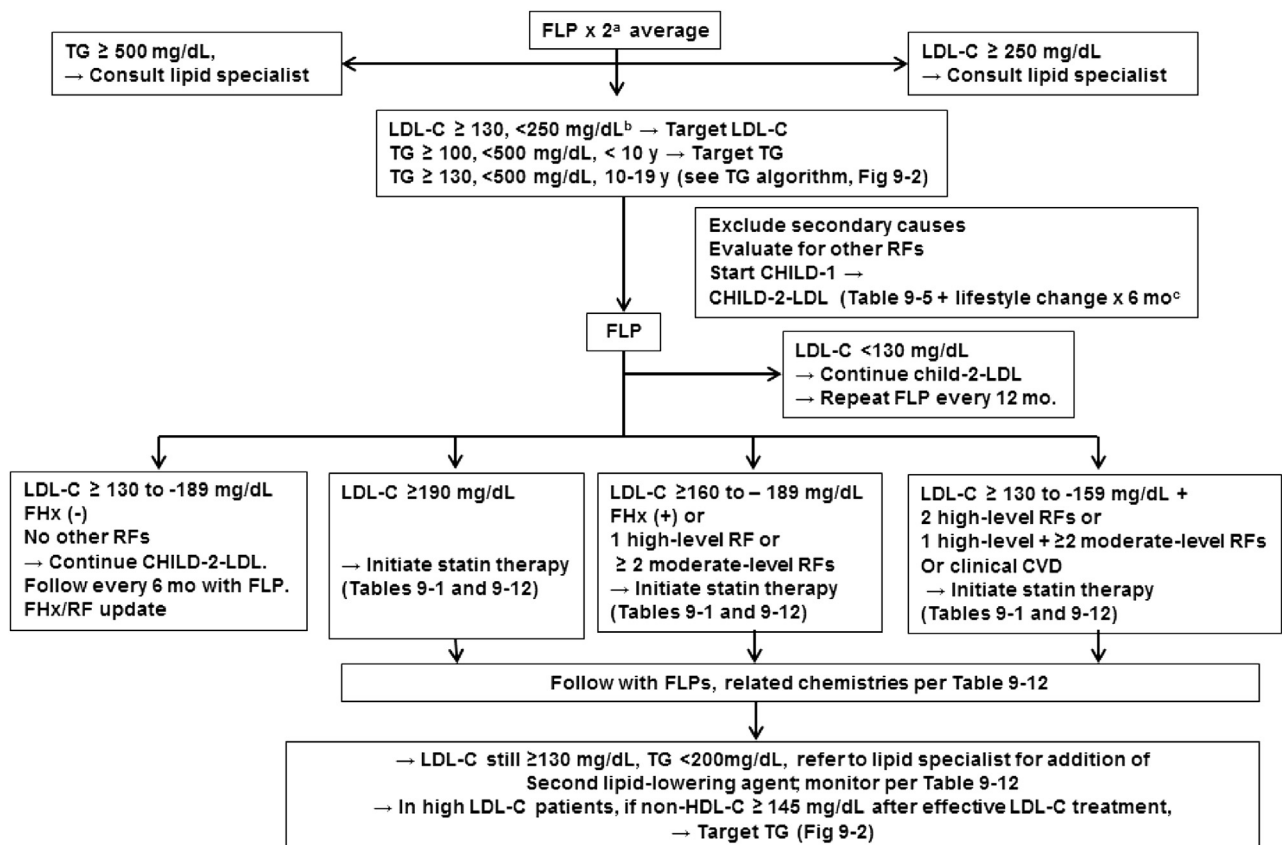 FLP x 2ᵃ average
TG ≥ 500 mg/dL,
→ Consult lipid specialist
LDL-C ≥ 250 mg/dL
→ Consult lipid specialist
LDL-C ≥ 130, <250 mg/dLᵇ → Target LDL-C
TG ≥ 100, <500 mg/dL, < 10 y → Target TG
TG ≥ 130, <500 mg/dL, 10-19 y (see TG algorithm, Fig 9-2)
Exclude secondary causes
Evaluate for other RFs
Start CHILD-1 →
CHILD-2-LDL (Table 9-5 + lifestyle change x 6 moᶜ
FLP
LDL-C <130 mg/dL
→ Continue child-2-LDL
→ Repeat FLP every 12 mo.
LDL-C ≥ 130 to -189 mg/dL
FHx (-)
No other RFs
→ Continue CHILD-2-LDL.
Follow every 6 mo with FLP.
FHx/RF update
LDL-C ≥190 mg/dL
→ Initiate statin therapy
(Tables 9-1 and 9-12)
LDL-C ≥160 to – 189 mg/dL
FHx (+) or
1 high-level RF or
≥ 2 moderate-level RFs
→ Initiate statin therapy
(Tables 9-1 and 9-12)
LDL-C ≥ 130 to -159 mg/dL +
2 high-level RFs or
1 high-level + ≥2 moderate-level RFs
Or clinical CVD
→ Initiate statin therapy
(Tables 9-1 and 9-12)
Follow with FLPs, related chemistries per Table 9-12
→ LDL-C still ≥130 mg/dL, TG <200mg/dL, refer to lipid specialist for addition of
Second lipid-lowering agent; monitor per Table 9-12
→ In high LDL-C patients, if non-HDL-C ≥ 145 mg/dL after effective LDL-C treatment,
→ Target TG (Fig 9-2)